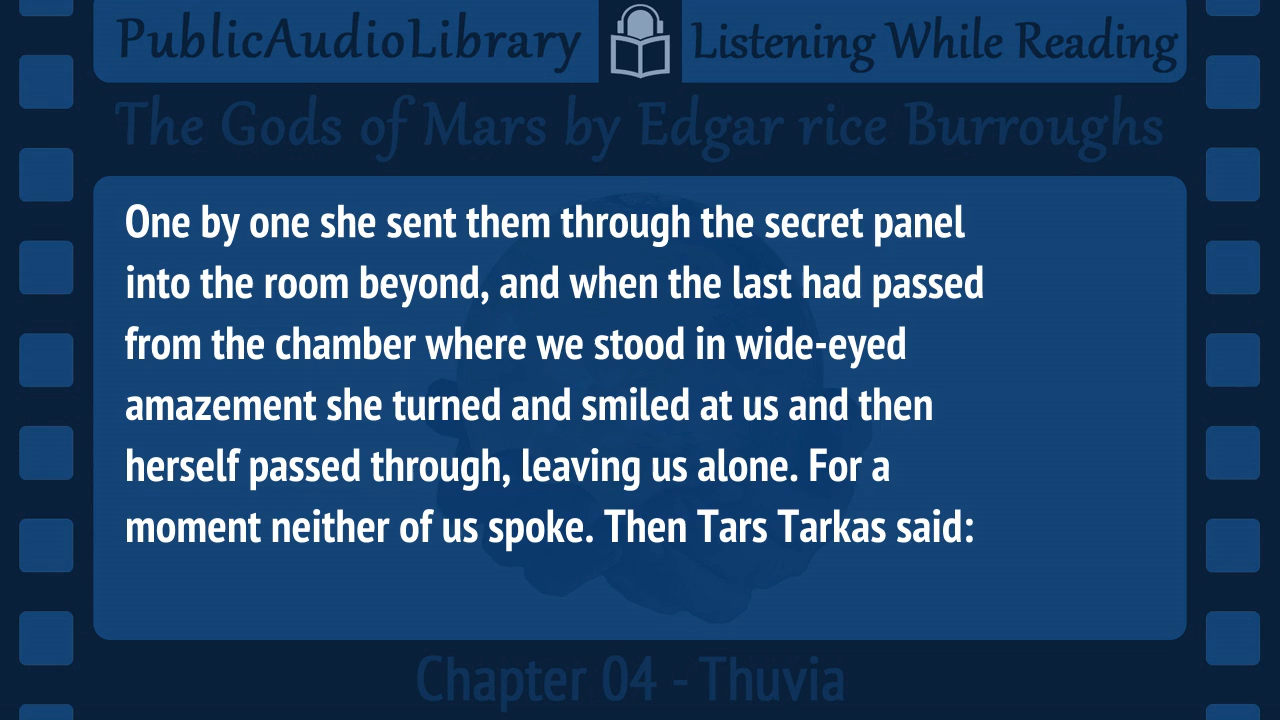 PublicAudioLibrary Listening While Reading
The Gods of Mars by Edgar rice Burroughs
One by one she sent them through the secret panel
into the room beyond, and when the last had passed
from the chamber where we stood in wide-eyed
amazement she turned and smiled at us and then
herself passed through, leaving us alone. For a
moment neither of us spoke. Then Tars Tarkas said:
Chapter 04 - Thuvia